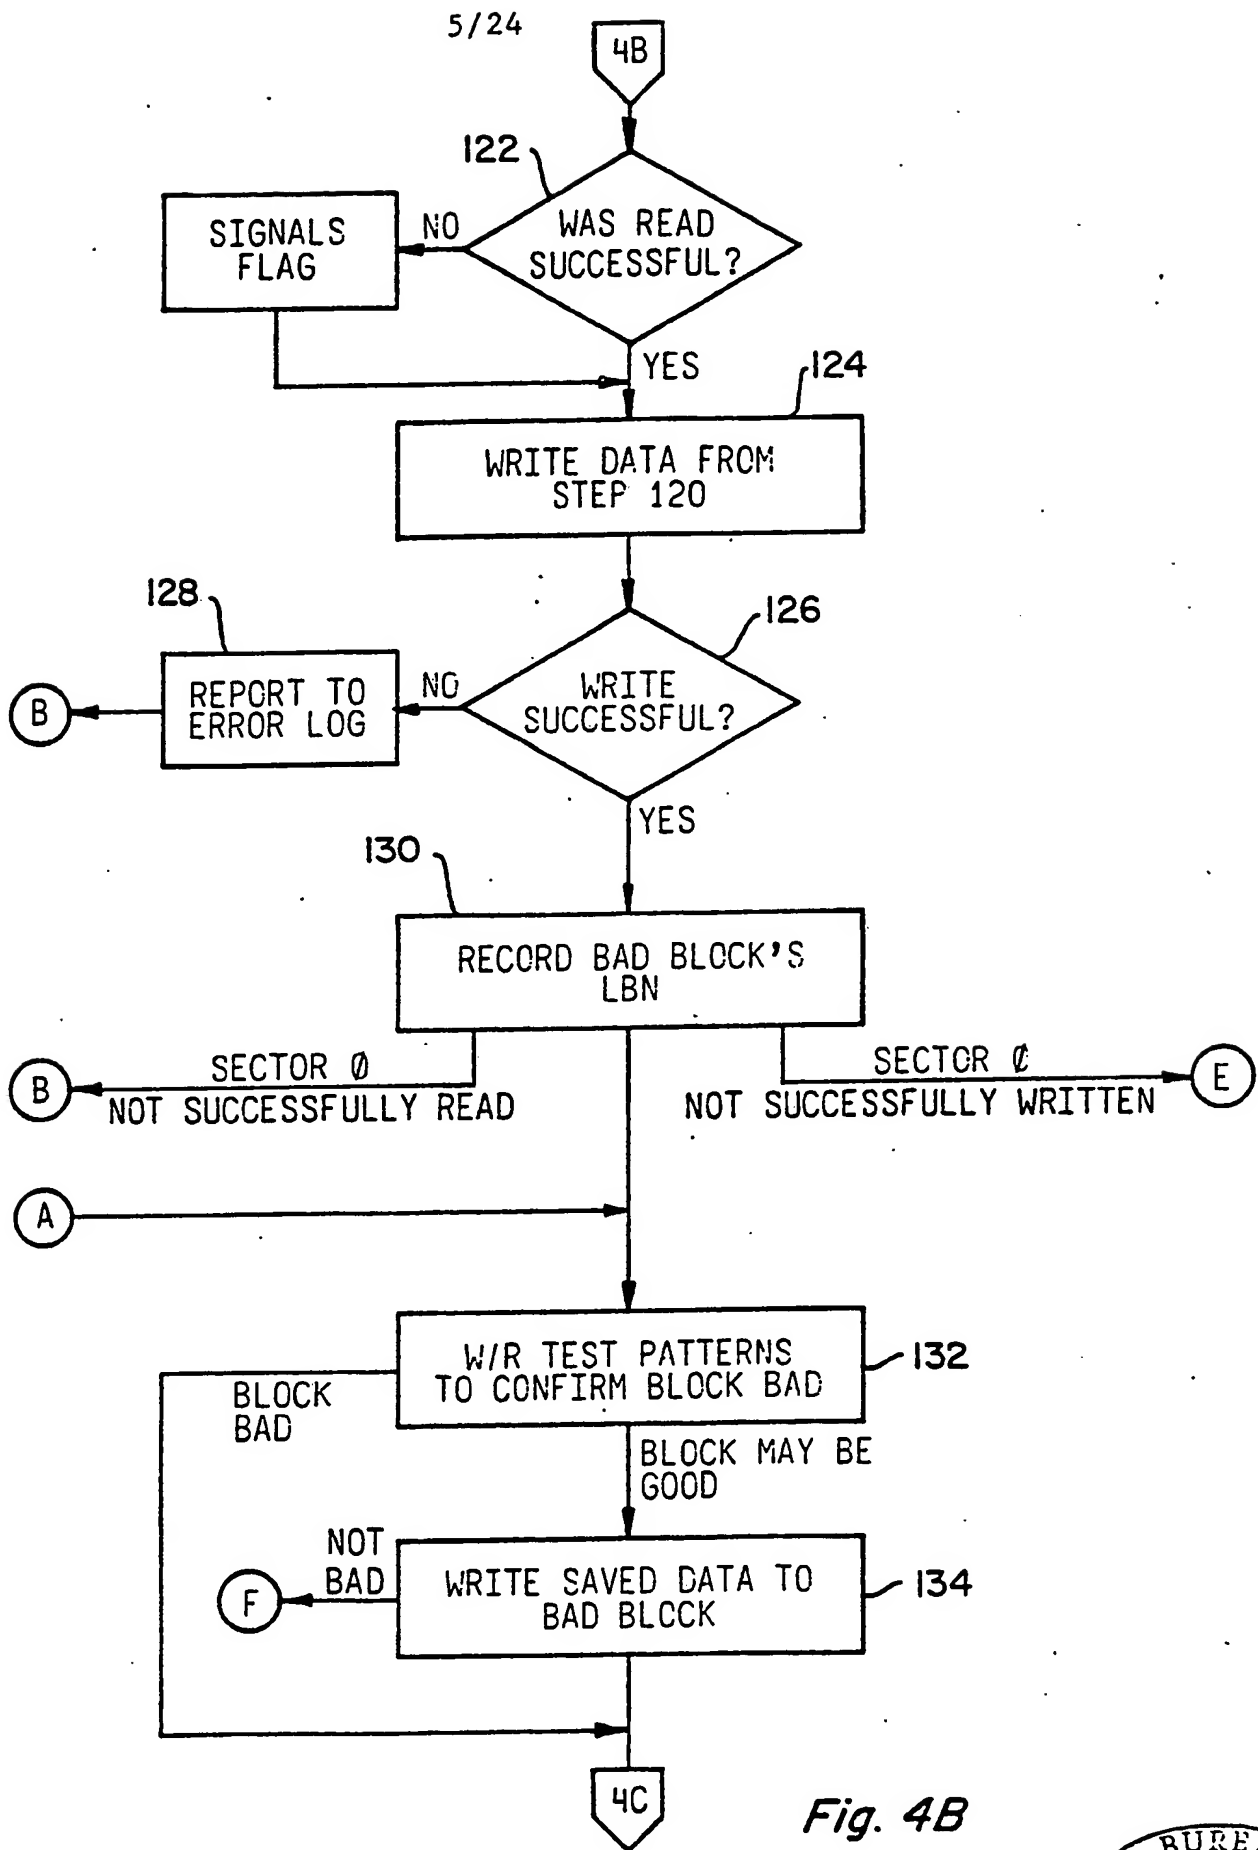 5/24
4B
122
WAS READ
SUCCESSFUL?
NO
SIGNALS
FLAG
YES
124
WRITE DATA FROM
STEP 120
128
126
WRITE
SUCCESSFUL?
NO
REPORT TO
ERROR LOG
B
YES
130
RECORD BAD BLOCK'S
LBN
B
SECTOR Ø
NOT SUCCESSFULLY READ
SECTOR Ø
NOT SUCCESSFULLY WRITTEN
E
A
W/R TEST PATTERNS
TO CONFIRM BLOCK BAD
132
BLOCK
BAD
BLOCK MAY BE
GOOD
NOT
BAD
F
WRITE SAVED DATA TO
BAD BLOCK
134
4C
Fig. 4B